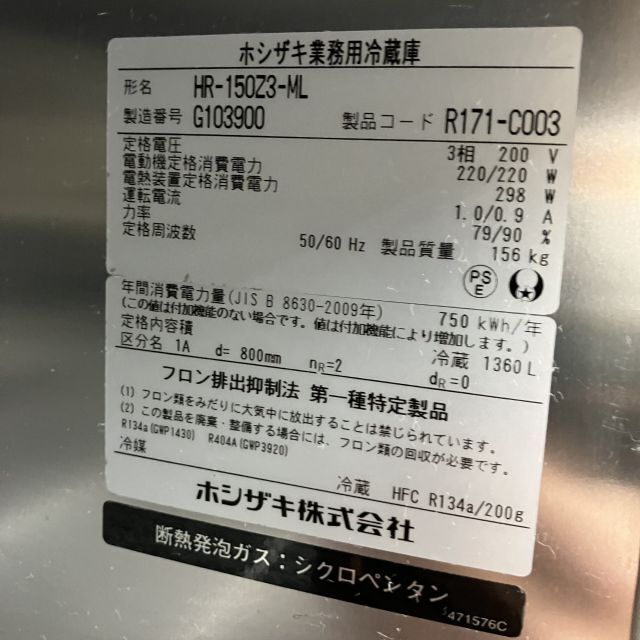 ホシザキ業務用冷蔵庫
形名 HR-150Z3-ML
製造番号 G103900 製品コード R171-C003
定格電圧 3相 200 V
電動機定格消費電力 220/220 W
電熱装置定格消費電力 298 W
運転電流 1.0/0.9 A
力率 79/90 %
定格周波数 50/60 Hz 製品質量 156 kg
PSE
年間消費電力量(JIS B 8630-2009年) 750 kWh/年
(この値は付加機能のない場合です。値は付加機能により増加します。)
定格内容積 冷蔵 1360 L
区分名 1A d= 800mm nR=2 dR=0
フロン排出抑制法 第一種特定製品
(1) フロン類をみだりに大気中に放出することは禁じられています。
(2) この製品を廃棄・整備する場合には、フロン類の回収が必要です。
R134a(GWP1430) R404A(GWP3920)
冷媒 冷蔵 HFC R134a/200g
ホシザキ株式会社
断熱発泡ガス：シクロペンタン
471576C